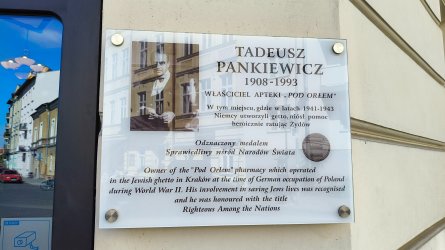 TADEUSZ
PANKIEWICZ
1908-1993
WŁAŚCICIEL APTEKI „POD ORŁEM”
W tym miejscu, gdzie w latach 1941-1943
Niemcy utworzyli getto, niósł pomoc
heroicznie ratując Żydów
Odznaczony medalem
Sprawiedliwy wśród Narodów Świata
Owner of the "Pod Orłem" pharmacy which operated
in the Jewish ghetto in Kraków at the time of German occupation of Poland
during World War II. His involvement in saving Jews lives was recognised
and he was honoured with the title
Righteous Among the Nations